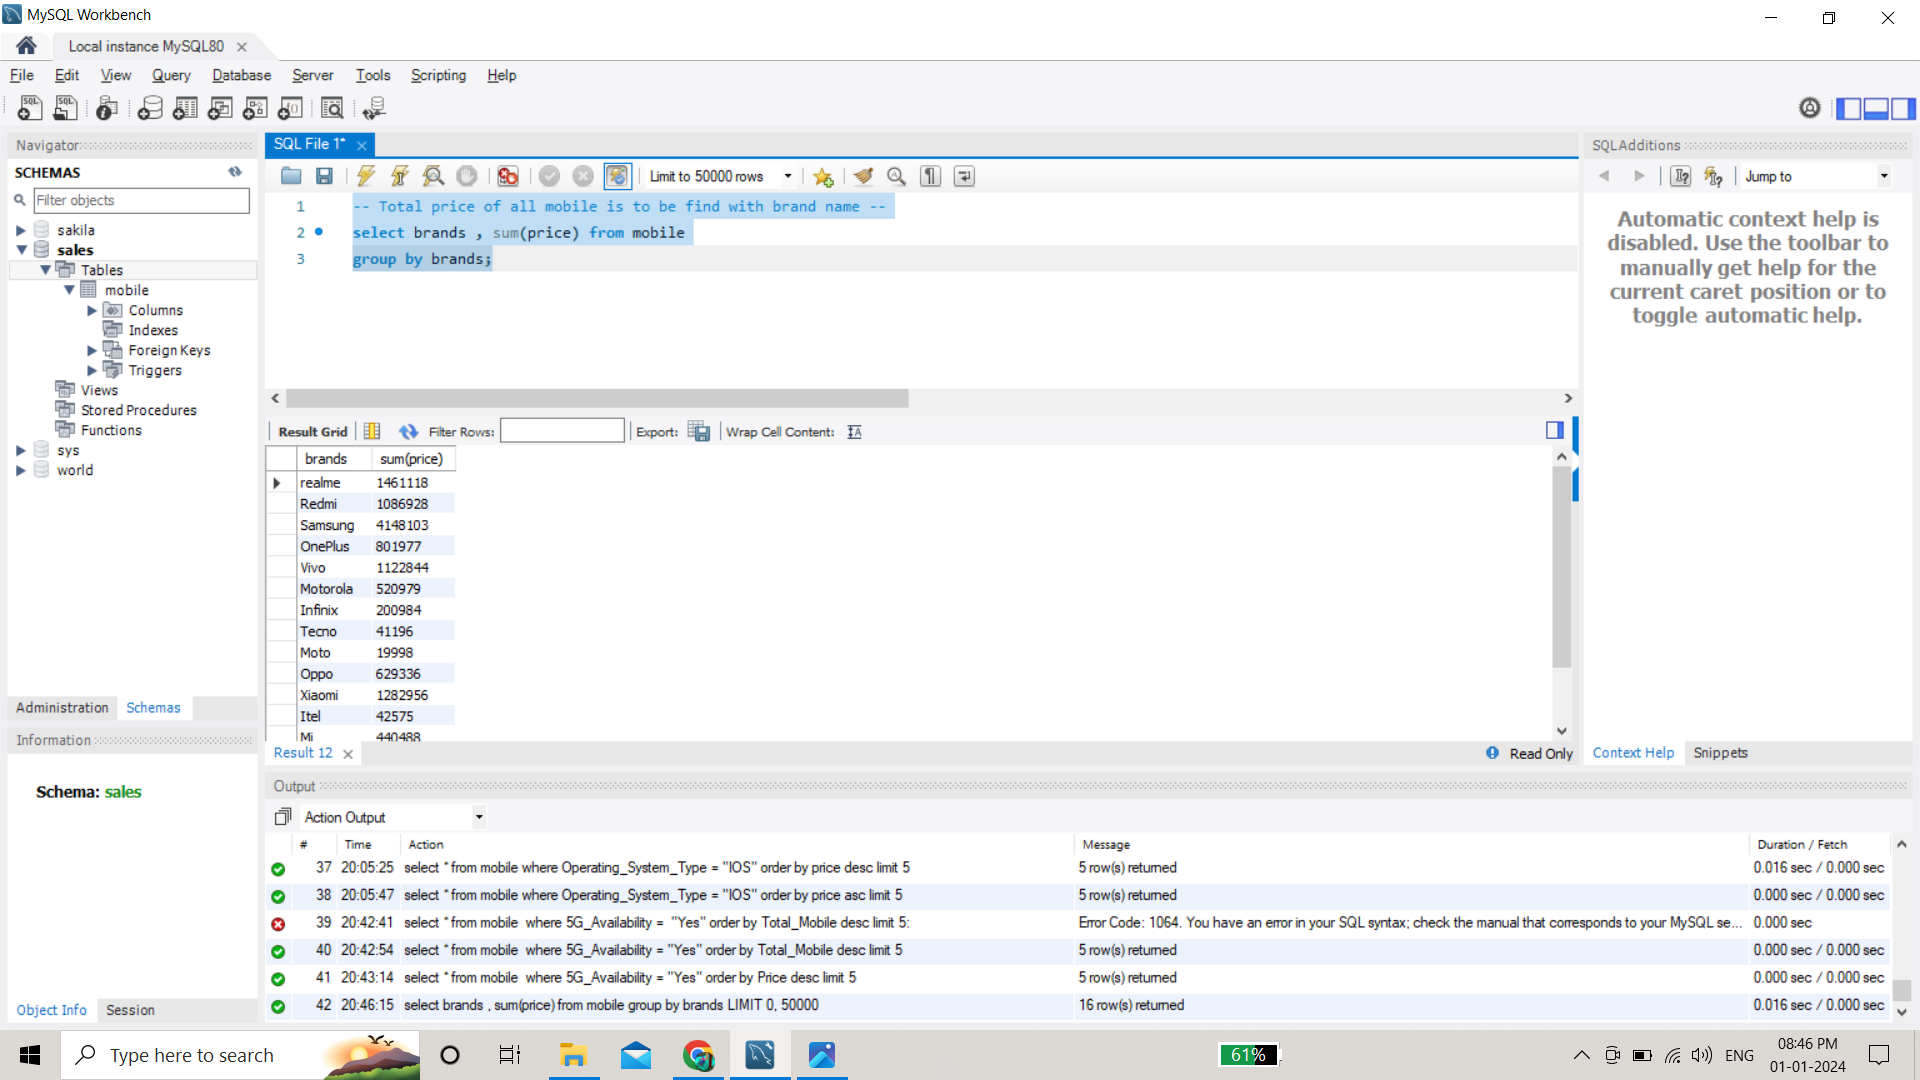 MySQL Workbench
Local instance MySQL80
File Edit View Query Database Server Tools Scripting Help
Navigator
SCHEMAS
Filter objects
sakila
sales
Tables
mobile
Columns
Indexes
Foreign Keys
Triggers
Views
Stored Procedures
Functions
sys
world
Administration Schemas
Information
Schema: sales
Object Info Session
SQL File 1*
Limit to 50000 rows
1 -- Total price of all mobile is to be find with brand name --
2 select brands , sum(price) from mobile
3 group by brands;
Result Grid Filter Rows: Export: Wrap Cell Content:
brands sum(price)
realme 1461118
Redmi 1086928
Samsung 4148103
OnePlus 801977
Vivo 1122844
Motorola 520979
Infinix 200984
Tecno 41196
Moto 19998
Oppo 629336
Xiaomi 1282956
Itel 42575
Mi 440488
Result 12 Read Only
SQLAdditions
Jump to
Automatic context help is
disabled. Use the toolbar to
manually get help for the
current caret position or to
toggle automatic help.
Context Help Snippets
Output
Action Output
# Time Action Message Duration / Fetch
37 20:05:25 select * from mobile where Operating_System_Type = "IOS" order by price desc limit 5 5 row(s) returned 0.016 sec / 0.000 sec
38 20:05:47 select * from mobile where Operating_System_Type = "IOS" order by price asc limit 5 5 row(s) returned 0.000 sec / 0.000 sec
39 20:42:41 select * from mobile where 5G_Availability = "Yes" order by Total_Mobile desc limit 5: Error Code: 1064. You have an error in your SQL syntax; check the manual that corresponds to your MySQL se... 0.000 sec
40 20:42:54 select * from mobile where 5G_Availability = "Yes" order by Total_Mobile desc limit 5 5 row(s) returned 0.000 sec / 0.000 sec
41 20:43:14 select * from mobile where 5G_Availability = "Yes" order by Price desc limit 5 5 row(s) returned 0.000 sec / 0.000 sec
42 20:46:15 select brands , sum(price) from mobile group by brands LIMIT 0, 50000 16 row(s) returned 0.016 sec / 0.000 sec
Type here to search
61%
ENG
08:46 PM
01-01-2024